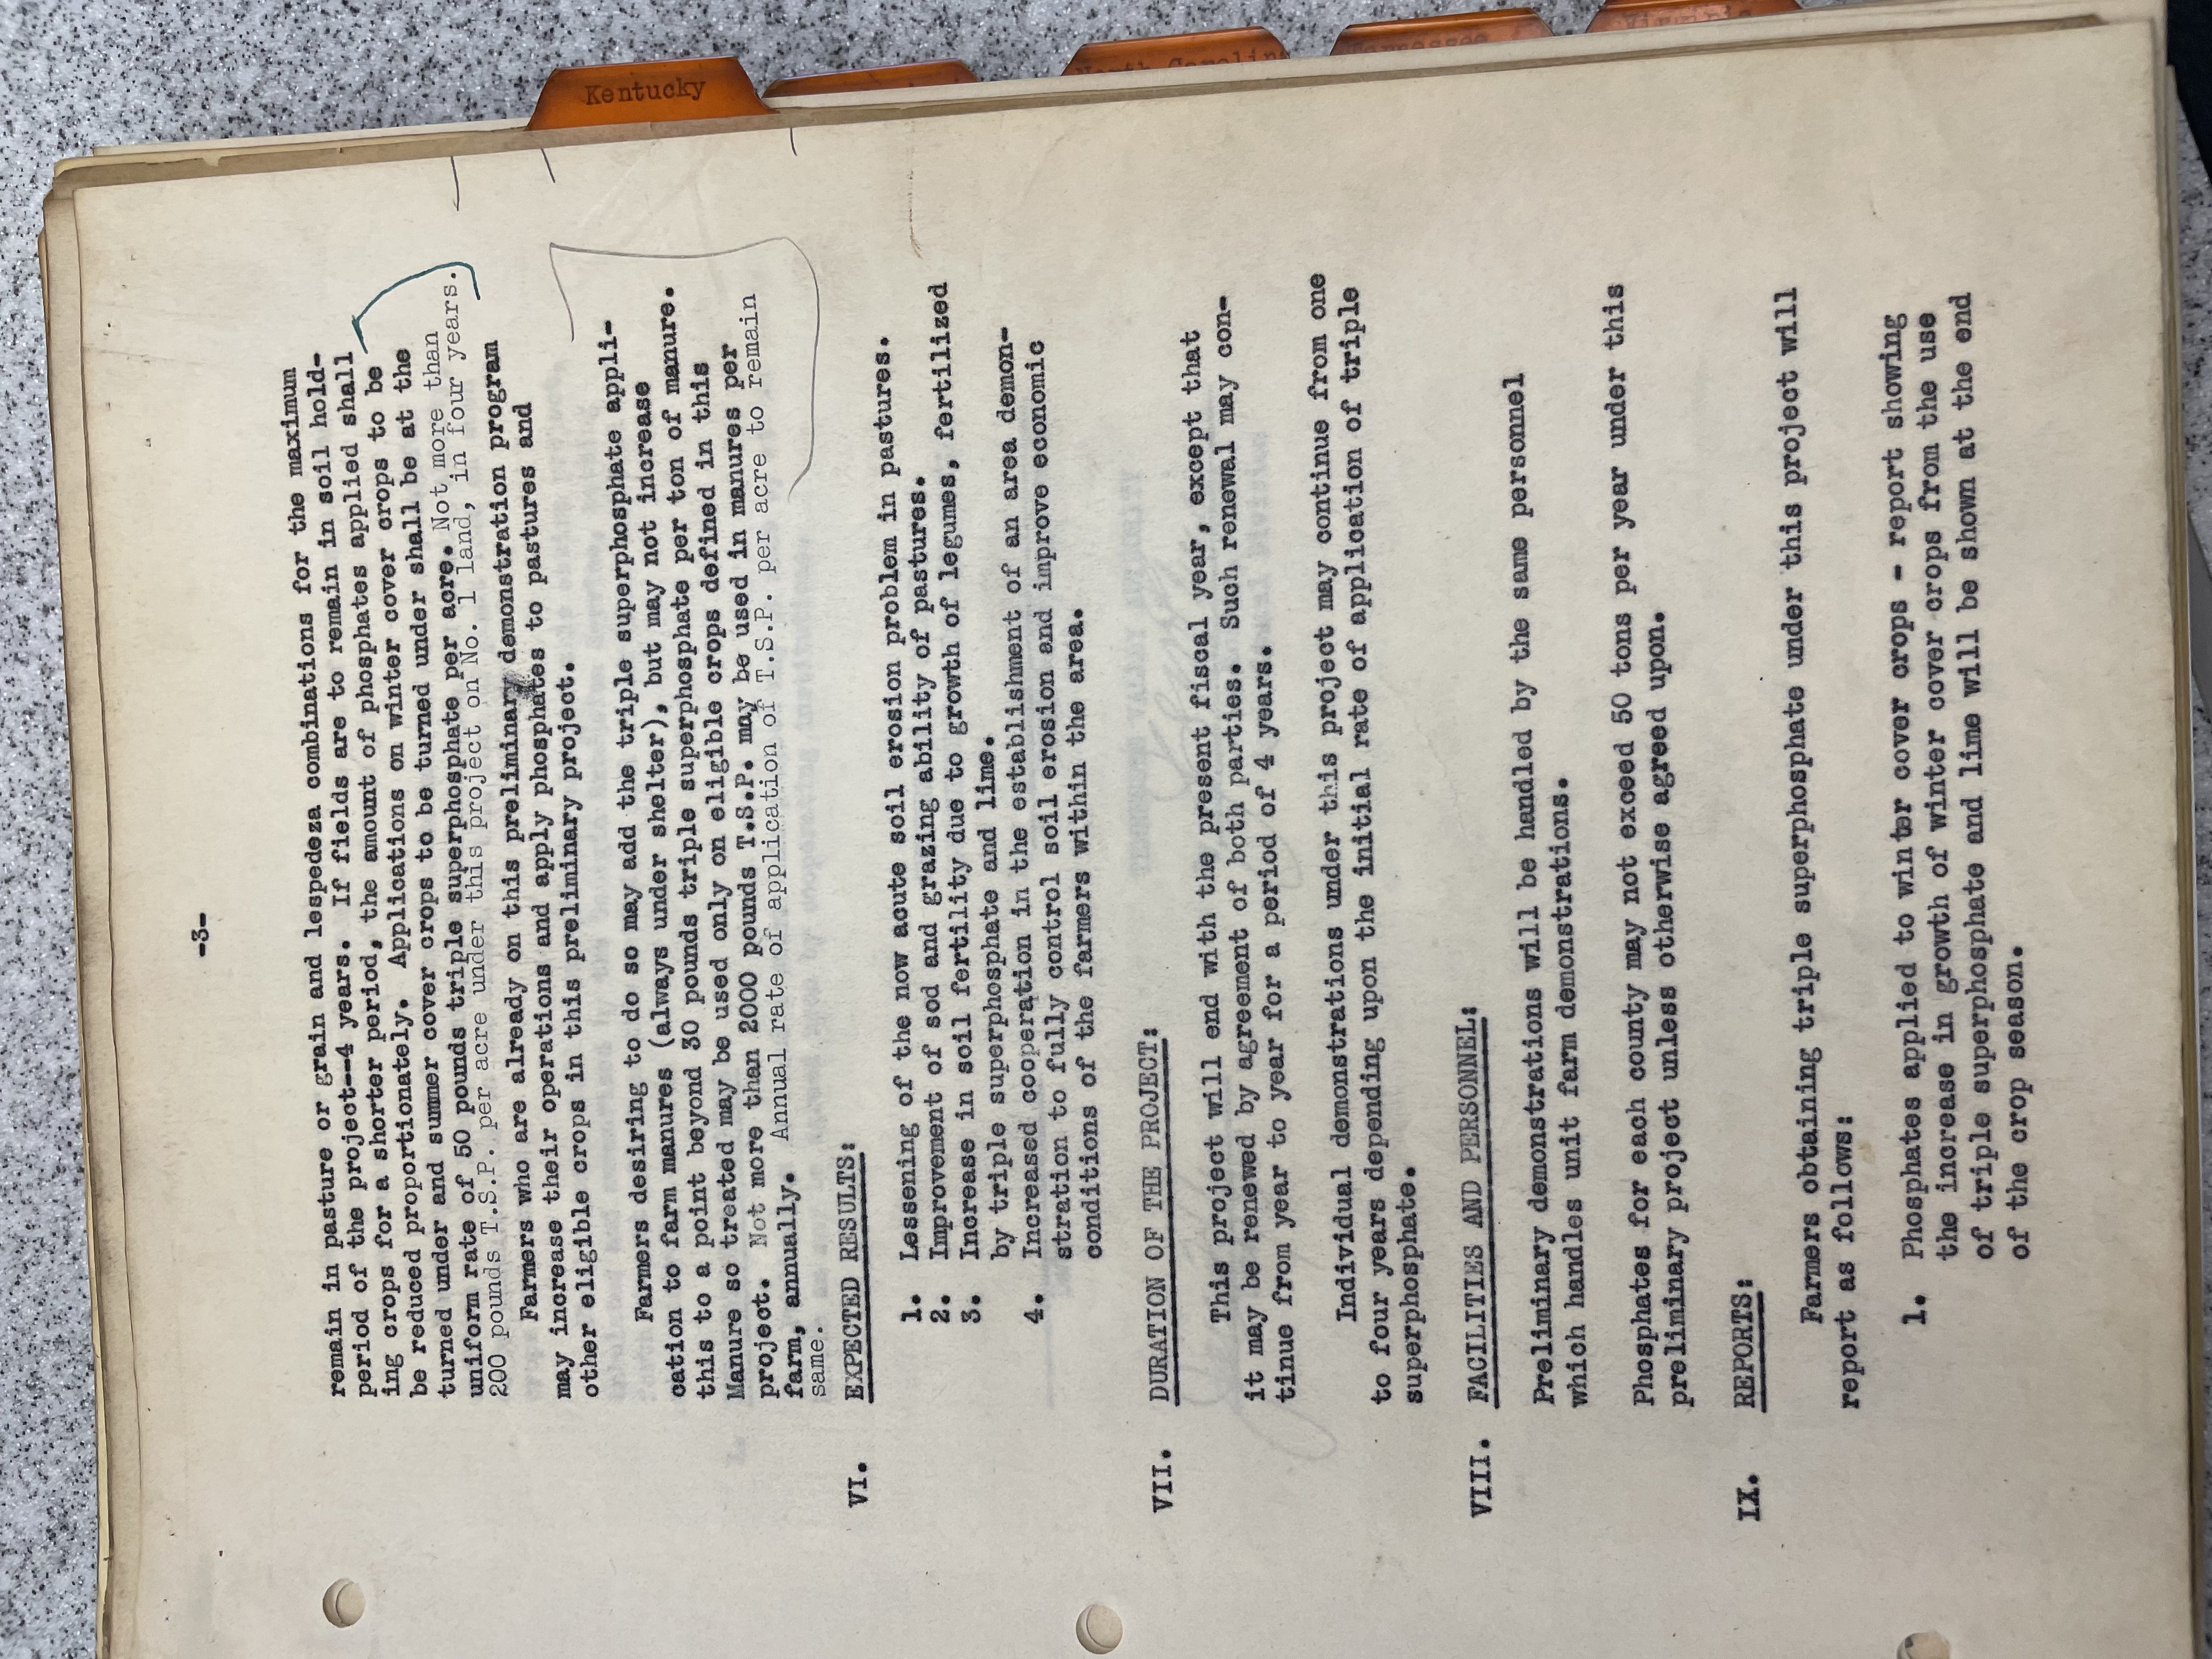 -3-
remain in pasture or grain and lespedeza combinations for the maximum
period of the project--4 years. If fields are to remain in soil hold-
ing crops for a shorter period, the amount of phosphates applied shall
be reduced proportionately. Applications on winter cover crops to be
turned under and summer cover crops to be turned under shall be at the
uniform rate of 50 pounds triple superphosphate per acre. Not more than
200 pounds T.S.P. per acre under this project on No. 1 land, in four years.
Farmers who are already on this preliminary demonstration program
may increase their operations and apply phosphates to pastures and
other eligible crops in this preliminary project.
Farmers desiring to do so may add the triple superphosphate appli-
cation to farm manures (always under shelter), but may not increase
this to a point beyond 30 pounds triple superphosphate per ton of manure.
Manure so treated may be used only on eligible crops defined in this
project. Not more than 2000 pounds T.S.P. may be used in manures per
farm, annually. Annual rate of application of T.S.P. per acre to remain
same.
VI. EXPECTED RESULTS:
1. Lessening of the now acute soil erosion problem in pastures.
2. Improvement of sod and grazing ability of pastures.
3. Increase in soil fertility due to growth of legumes, fertilized
by triple superphosphate and lime.
4. Increased cooperation in the establishment of an area demon-
stration to fully control soil erosion and improve economic
conditions of the farmers within the area.
VII. DURATION OF THE PROJECT:
This project will end with the present fiscal year, except that
it may be renewed by agreement of both parties. Such renewal may con-
tinue from year to year for a period of 4 years.
Individual demonstrations under this project may continue from one
to four years depending upon the initial rate of application of triple
superphosphate.
VIII. FACILITIES AND PERSONNEL:
Preliminary demonstrations will be handled by the same personnel
which handles unit farm demonstrations.
Phosphates for each county may not exceed 50 tons per year under this
preliminary project unless otherwise agreed upon.
IX. REPORTS:
Farmers obtaining triple superphosphate under this project will
report as follows:
1. Phosphates applied to winter cover crops - report showing
the increase in growth of winter cover crops from the use
of triple superphosphate and lime will be shown at the end
of the crop season.
Kentucky